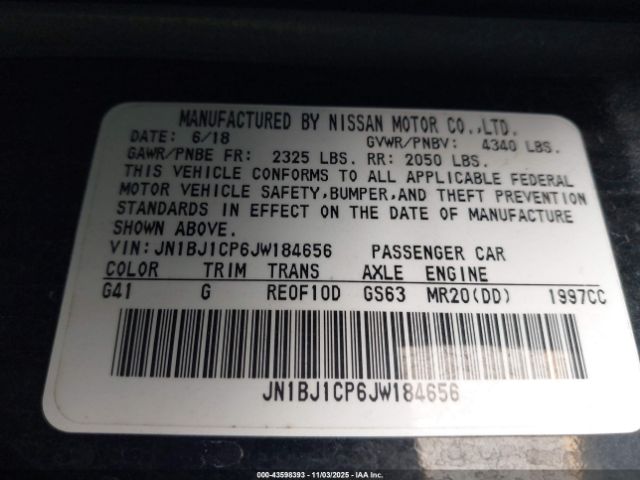 MANUFACTURED BY NISSAN MOTOR CO.,LTD.
DATE: 6/18 GVWR/PNBV: 4340 LBS.
GAWR/PNBE FR: 2325 LBS. RR: 2050 LBS.
THIS VEHICLE CONFORMS TO ALL APPLICABLE FEDERAL
MOTOR VEHICLE SAFETY,BUMPER,AND THEFT PREVENTION
STANDARDS IN EFFECT ON THE DATE OF MANUFACTURE
SHOWN ABOVE.
VIN:JN1BJ1CP6JW184656 PASSENGER CAR
COLOR TRIM TRANS AXLE ENGINE
G41 G RE0F10D GS63 MR20(DD) 1997CC
JN1BJ1CP6JW184656
000-43598393 - 11/03/2025 - IAA Inc.